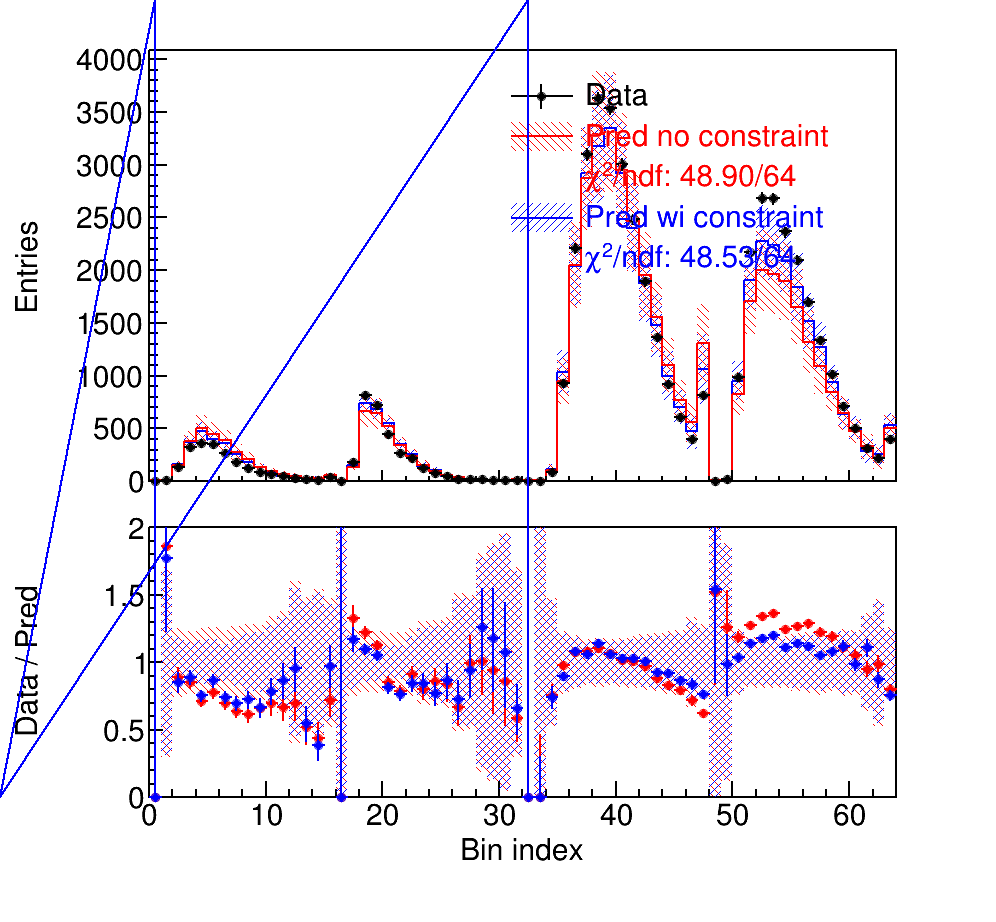 4000
3500
3000
2500
2000
1500
1000
500
0
Entries
Data
Pred no constraint
χ²/ndf: 48.90/64
Pred wi constraint
χ²/ndf: 48.53/64
2
1.5
1
0.5
0
Data / Pred
0 10 20 30 40 50 60
Bin index